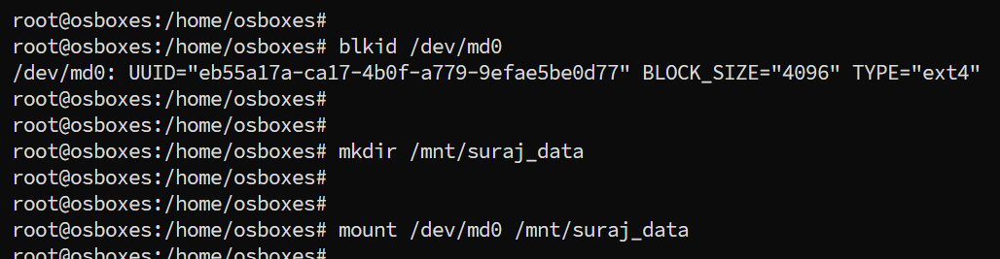 root@osboxes:/home/osboxes#
root@osboxes:/home/osboxes# blkid /dev/md0
/dev/md0: UUID="eb55a17a-ca17-4b0f-a779-9efae5be0d77" BLOCK_SIZE="4096" TYPE="ext4"
root@osboxes:/home/osboxes#
root@osboxes:/home/osboxes#
root@osboxes:/home/osboxes# mkdir /mnt/suraj_data
root@osboxes:/home/osboxes#
root@osboxes:/home/osboxes#
root@osboxes:/home/osboxes# mount /dev/md0 /mnt/suraj_data
root@osboxes:/home/osboxes#